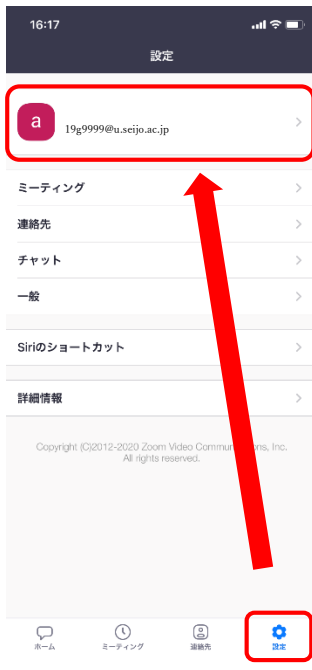 16:17
設定
a
19g9999@u.seijo.ac.jp
ミーティング
連絡先
チャット
一般
Siriのショートカット
詳細情報
Copyright (C)2012-2020 Zoom Video Commun ons, Inc.
All rights reserved.
ホーム ミーティング 連絡先 設定